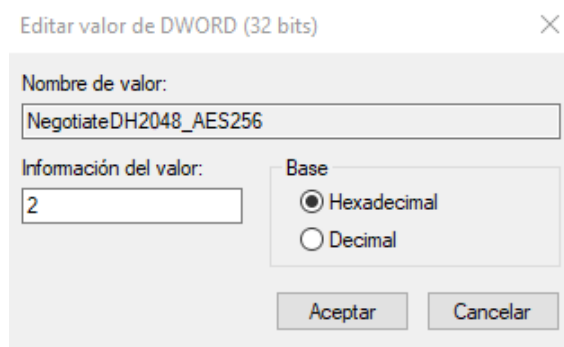 Editar valor de DWORD (32 bits)
Nombre de valor:
NegotiateDH2048_AES256
Información del valor:
2
Base
Hexadecimal
Decimal
Aceptar
Cancelar